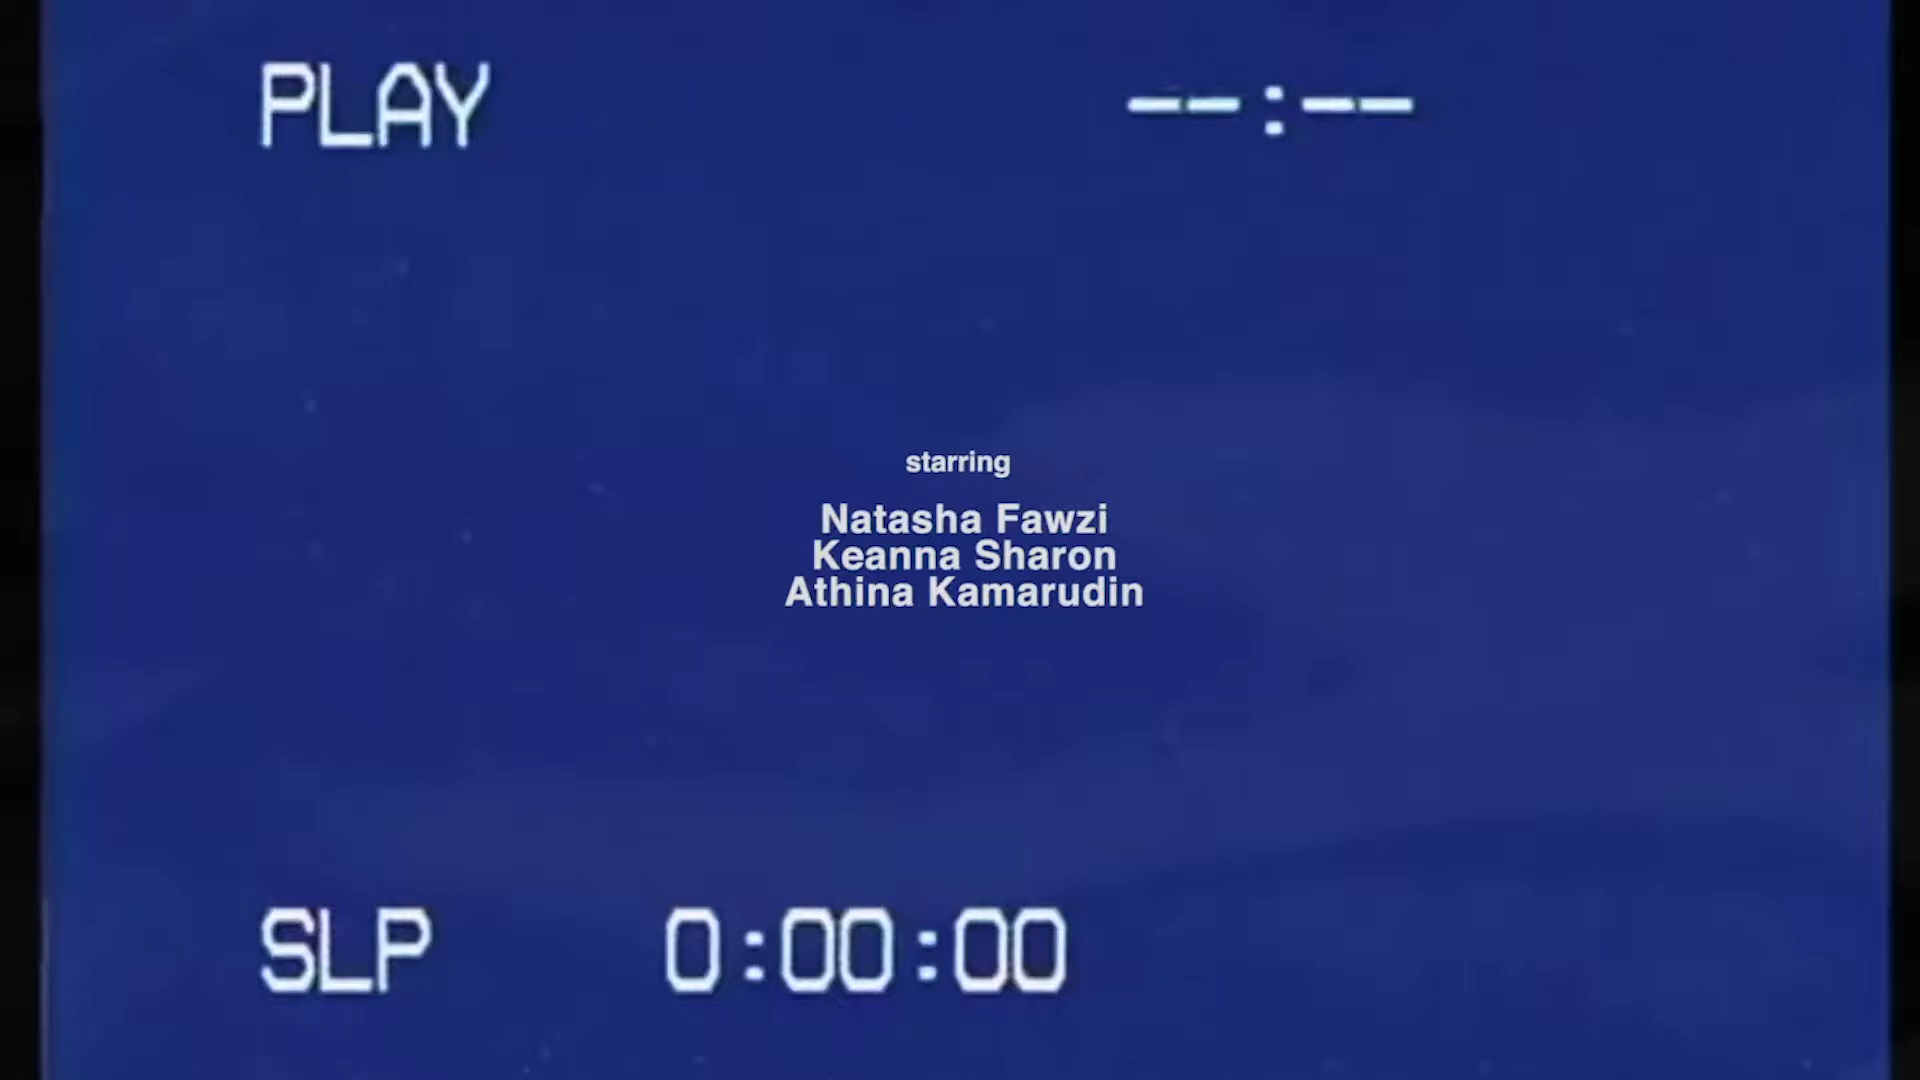 PLAY --:--
starring
Natasha Fawzi
Keanna Sharon
Athina Kamarudin
SLP 0:00:00